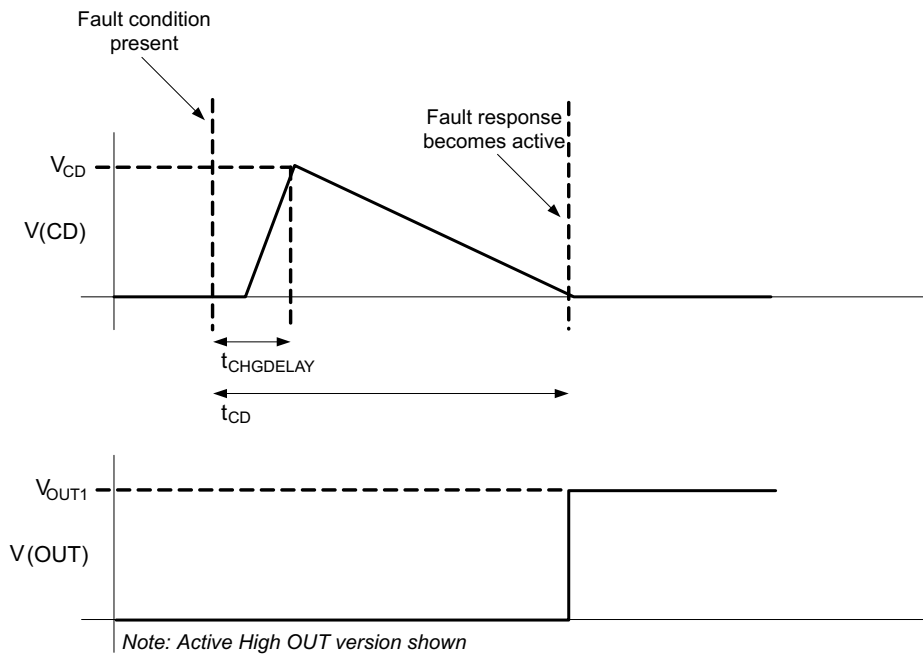 Fault condition
present
Fault response
becomes active
VCD
V(CD)
tCHGDELAY
tCD
VOUT1
V(OUT)
Note: Active High OUT version shown